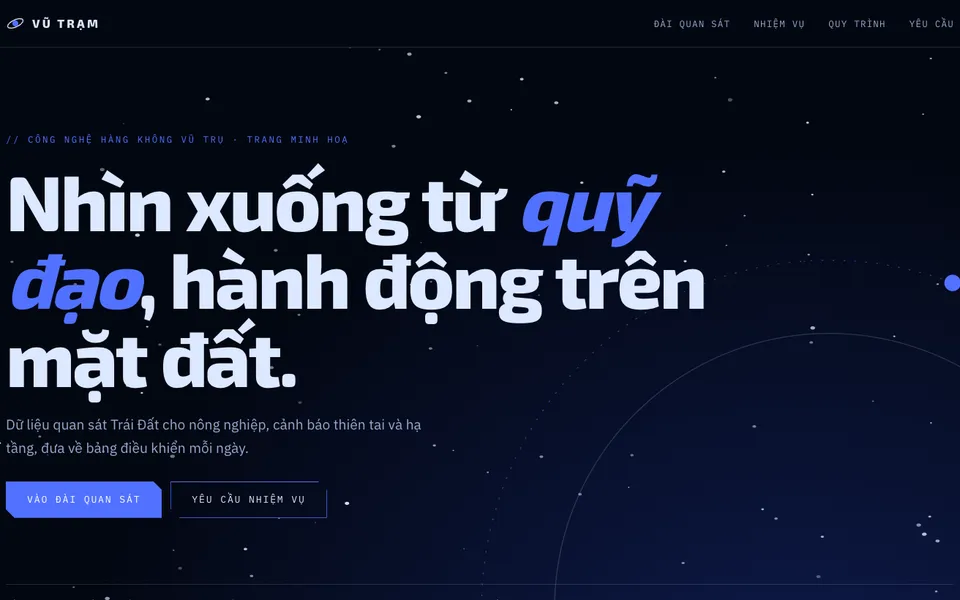 VŨ TRẠM
ĐÀI QUAN SÁT
NHIỆM VỤ
QUY TRÌNH
YÊU CẦU
// CÔNG NGHỆ HÀNG KHÔNG VŨ TRỤ · TRANG MINH HOẠ
Nhìn xuống từ quỹ
đạo, hành động trên
mặt đất.
Dữ liệu quan sát Trái Đất cho nông nghiệp, cảnh báo thiên tai và hạ
tầng, đưa về bảng điều khiển mỗi ngày.
VÀO ĐÀI QUAN SÁT
YÊU CẦU NHIỆM VỤ